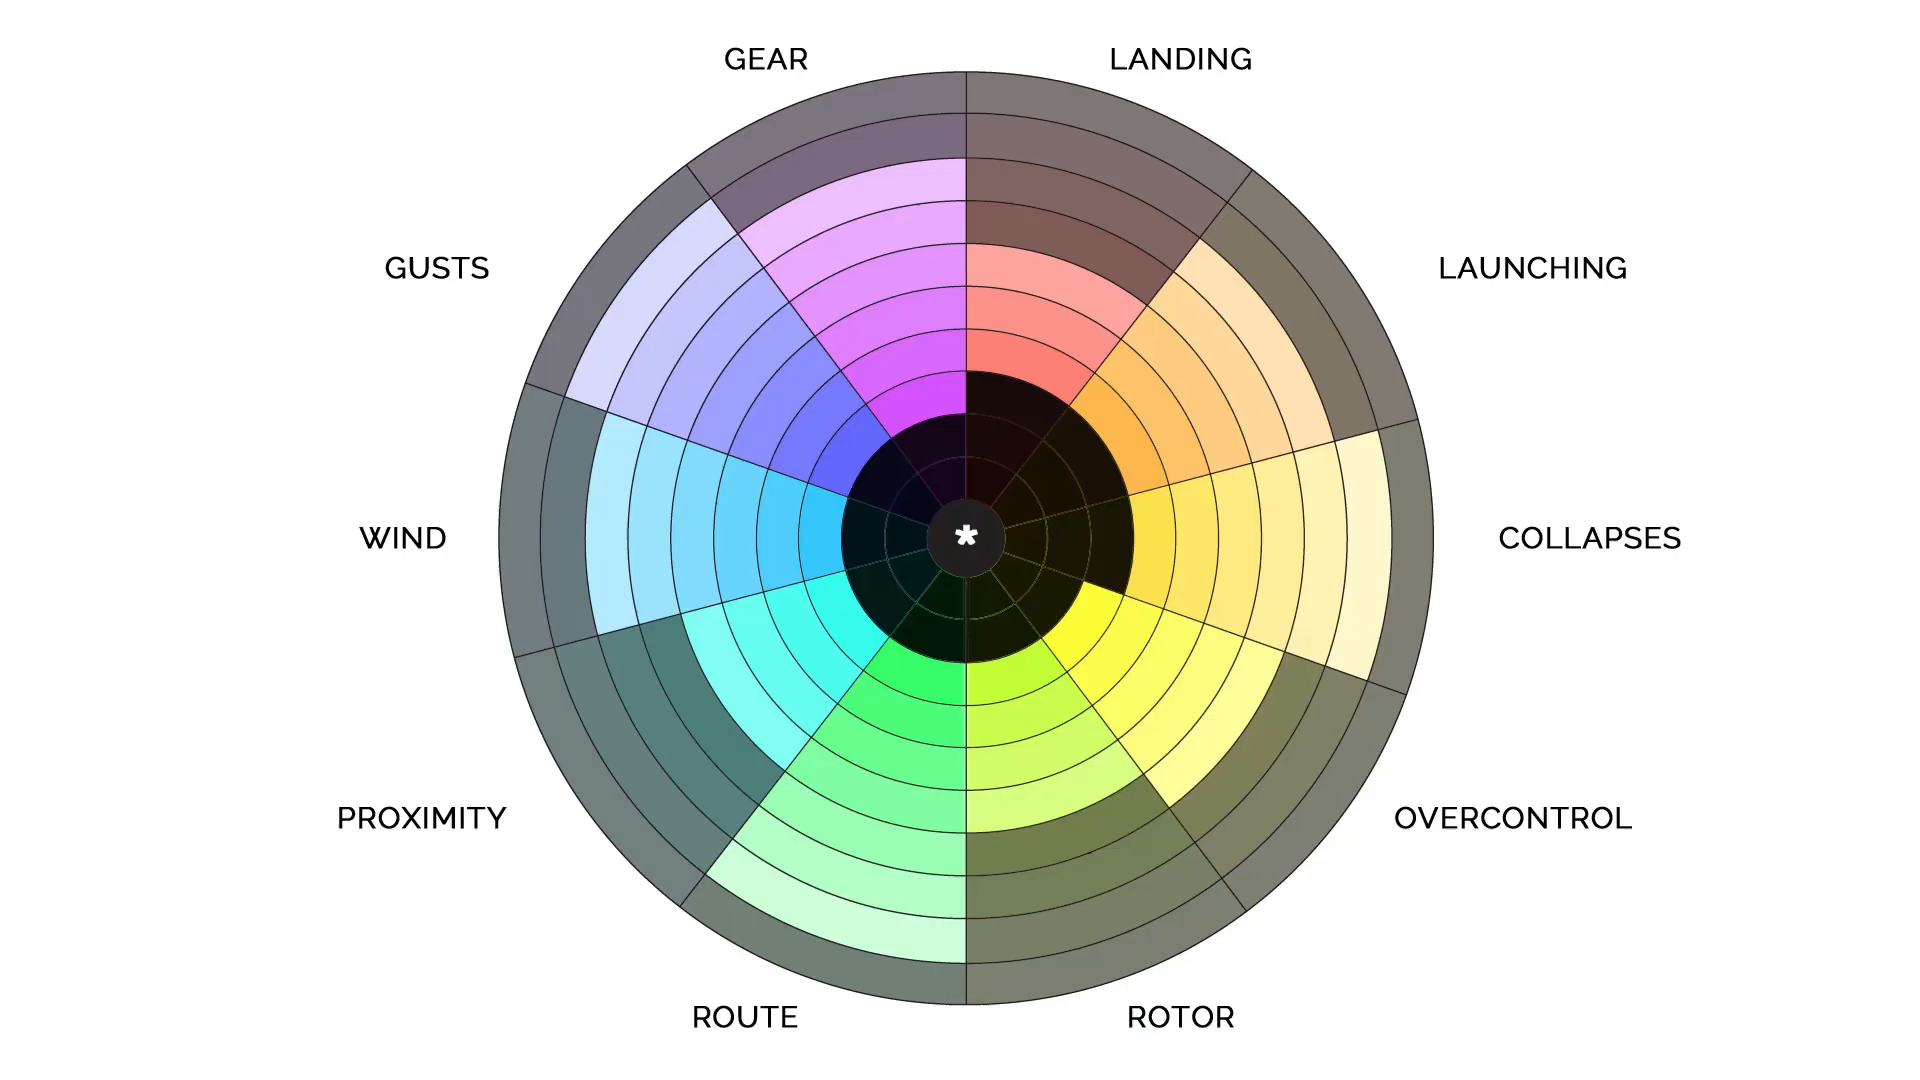 GEAR
LANDING
GUSTS
LAUNCHING
WIND
*
COLLAPSES
PROXIMITY
OVERCONTROL
ROUTE
ROTOR